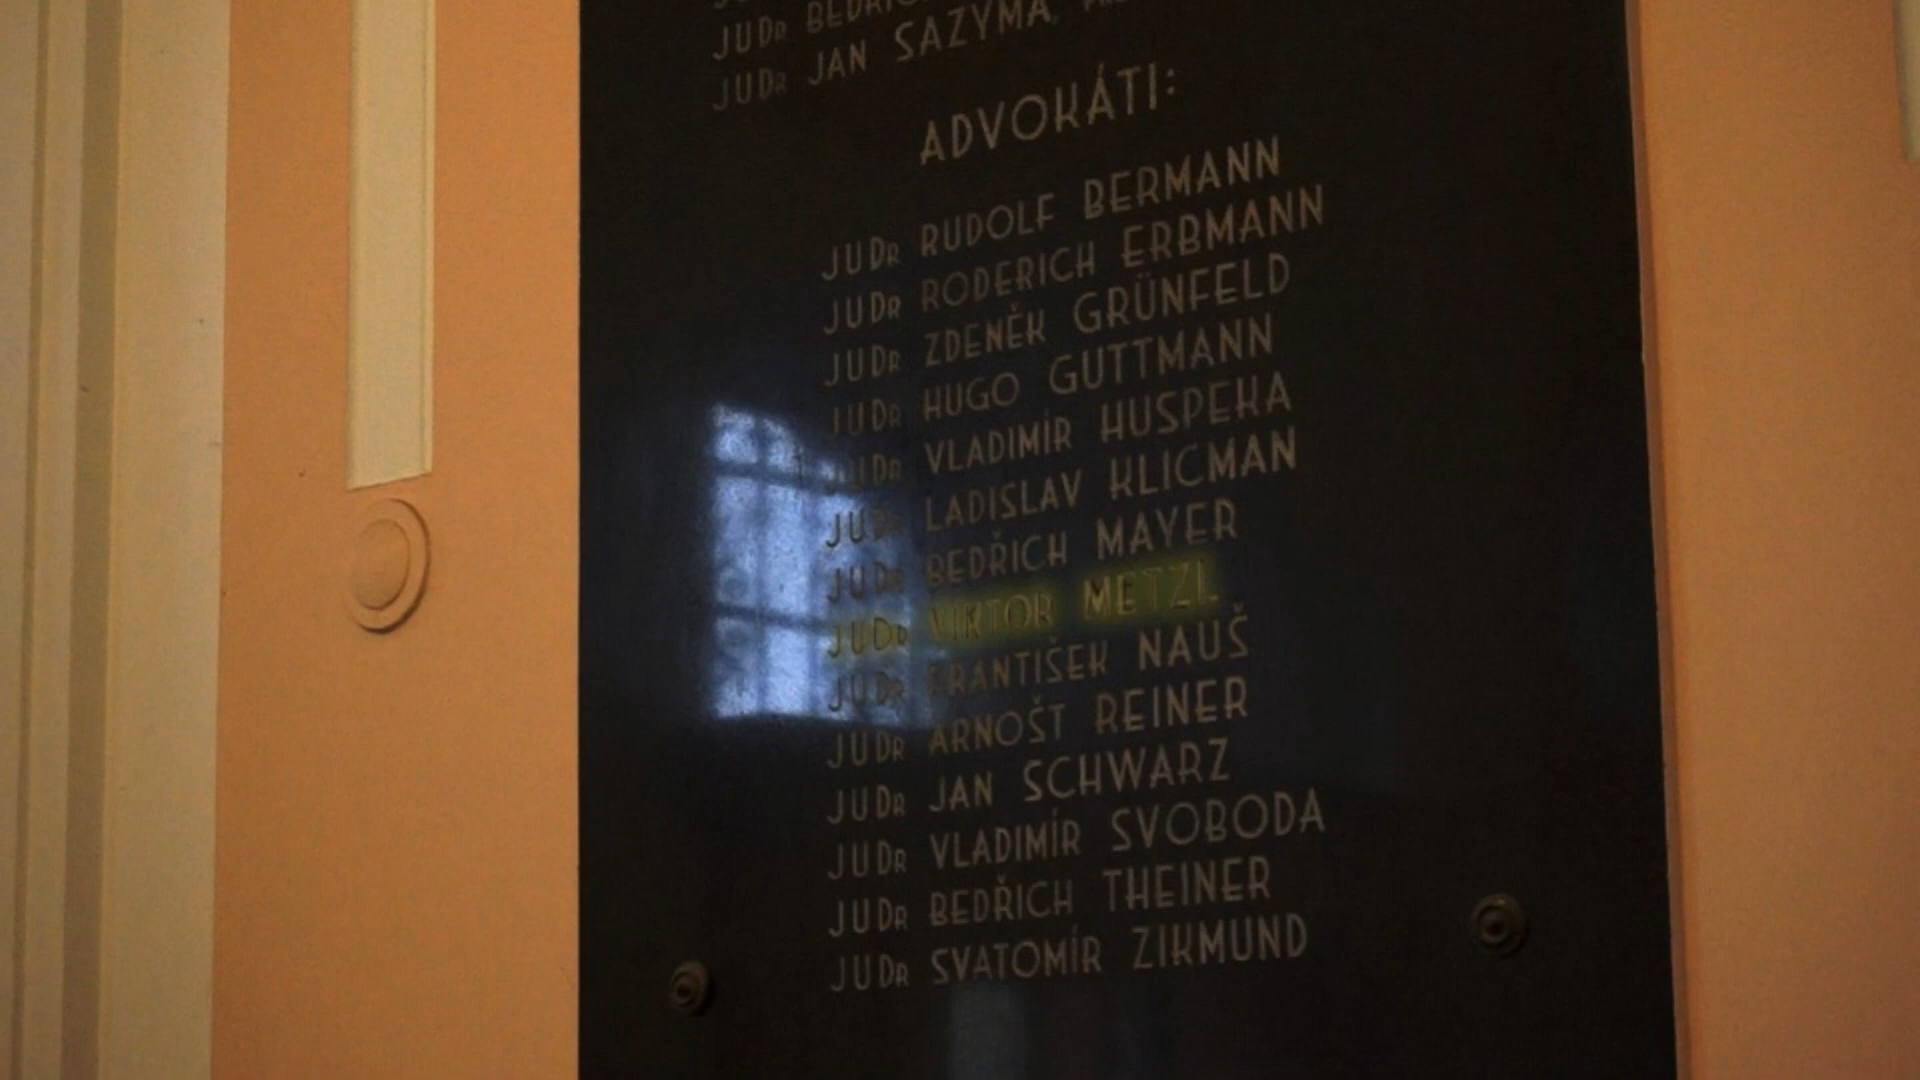 JUDR BEDŘICH
JUDR JAN SAZYMA,
ADVOKÁTI:
JUDR RUDOLF BERMANN
JUDR RODERICH ERBMANN
JUDR ZDENĚK GRÜNFELD
JUDR HUGO GUTTMANN
JUDR VLADIMÍR HUSPEKA
JUDR LADISLAV KLICMAN
JUDR BEDŘICH MAYER
JUDR VIKTOR METZL
JUDR FRANTIŠEK NAUŠ
JUDR ARNOŠT REINER
JUDR JAN SCHWARZ
JUDR VLADIMÍR SVOBODA
JUDR BEDŘICH THEINER
JUDR SVATOMÍR ZIKMUND